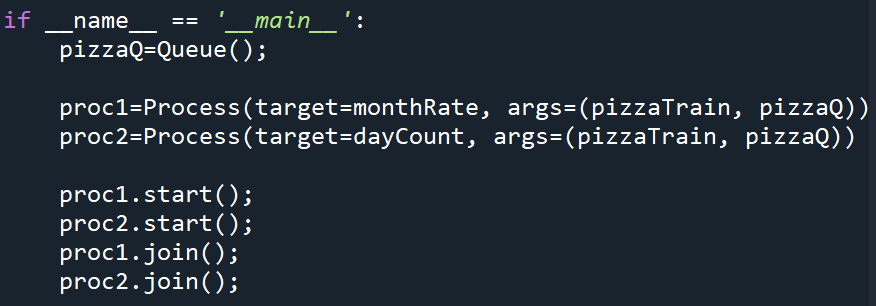 if __name__ == '__main__':
    pizzaQ=Queue();
    proc1=Process(target=monthRate, args=(pizzaTrain, pizzaQ))
    proc2=Process(target=dayCount, args=(pizzaTrain, pizzaQ))
    proc1.start();
    proc2.start();
    proc1.join();
    proc2.join();